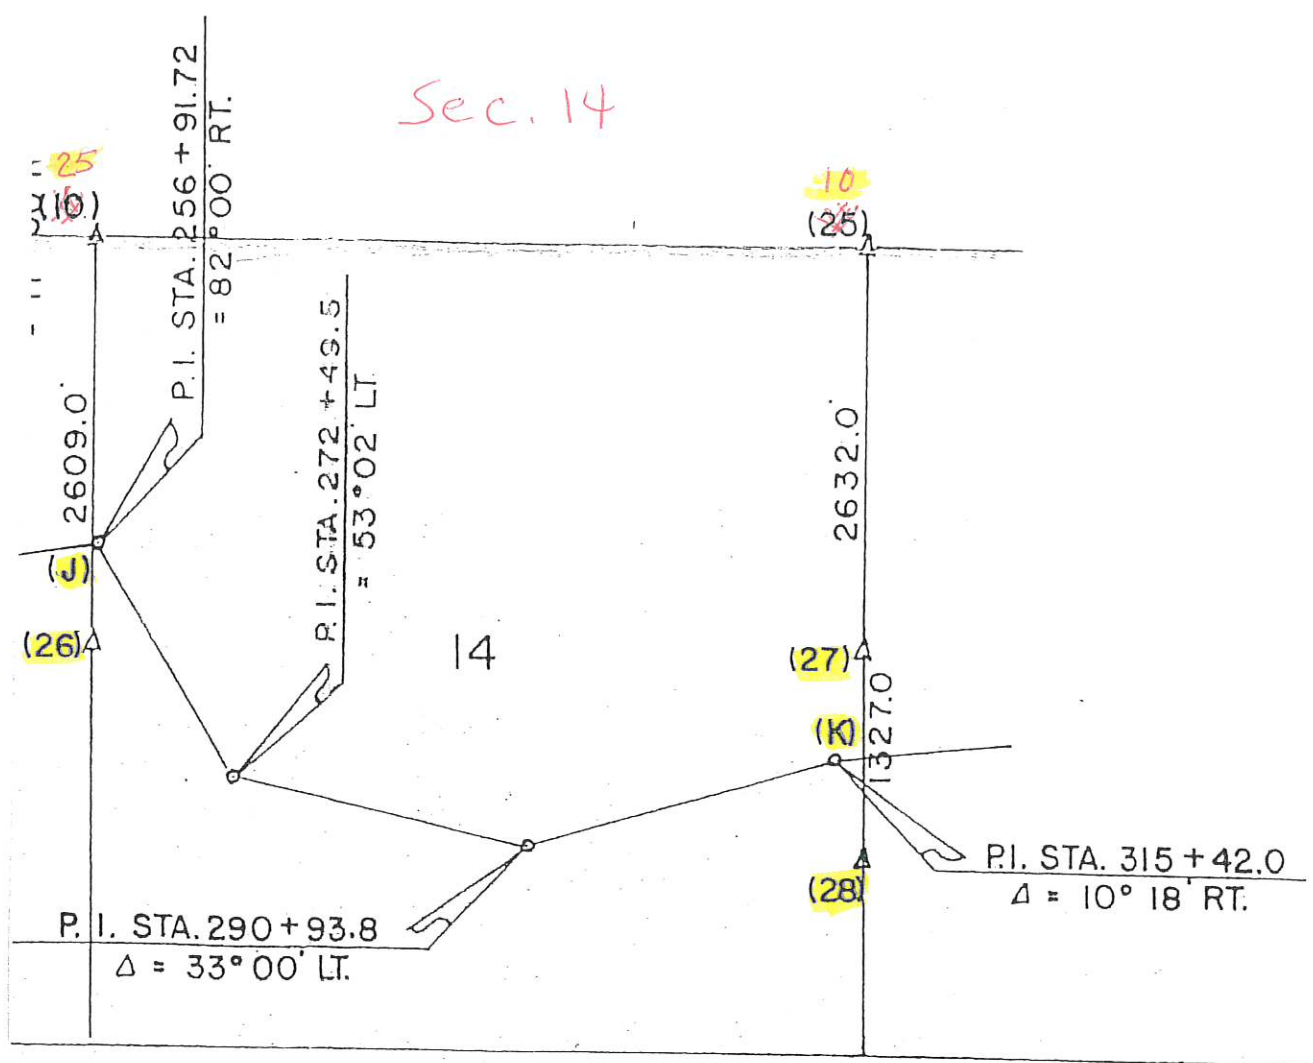 Sec. 14
25
(10)
10
(25)
P.I. STA. 256 + 91.72
= 82°00' RT.
P.I. STA. 272 + 49.5
= 53°02' LT.
2609.0'
2632.0'
(J)
(26)
14
(27)
(K)
1327.0
(28)
P.I. STA. 315 + 42.0
Δ = 10° 18' RT.
P.I. STA. 290 + 93.8
Δ = 33° 00' LT.